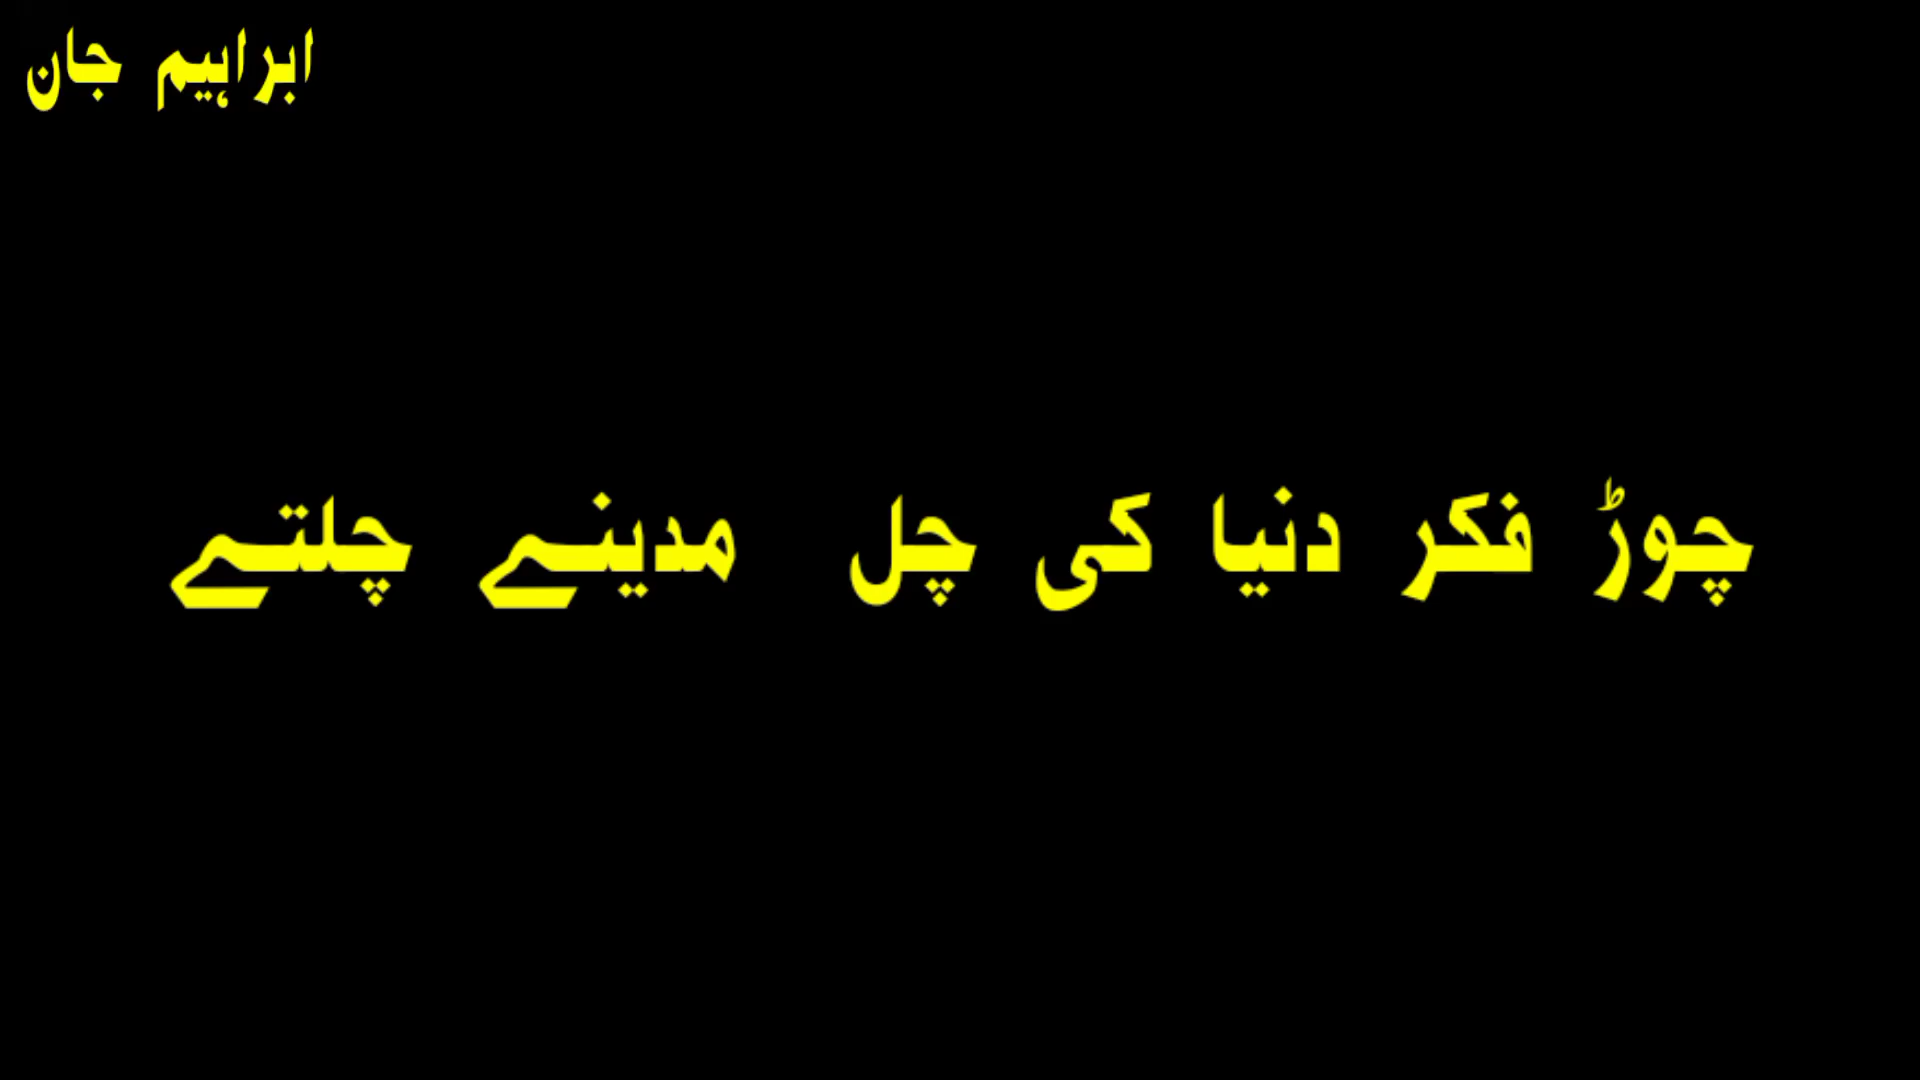 ابراہیم جان
چوڑ فکر دنیا کی چل مدینے چلتے